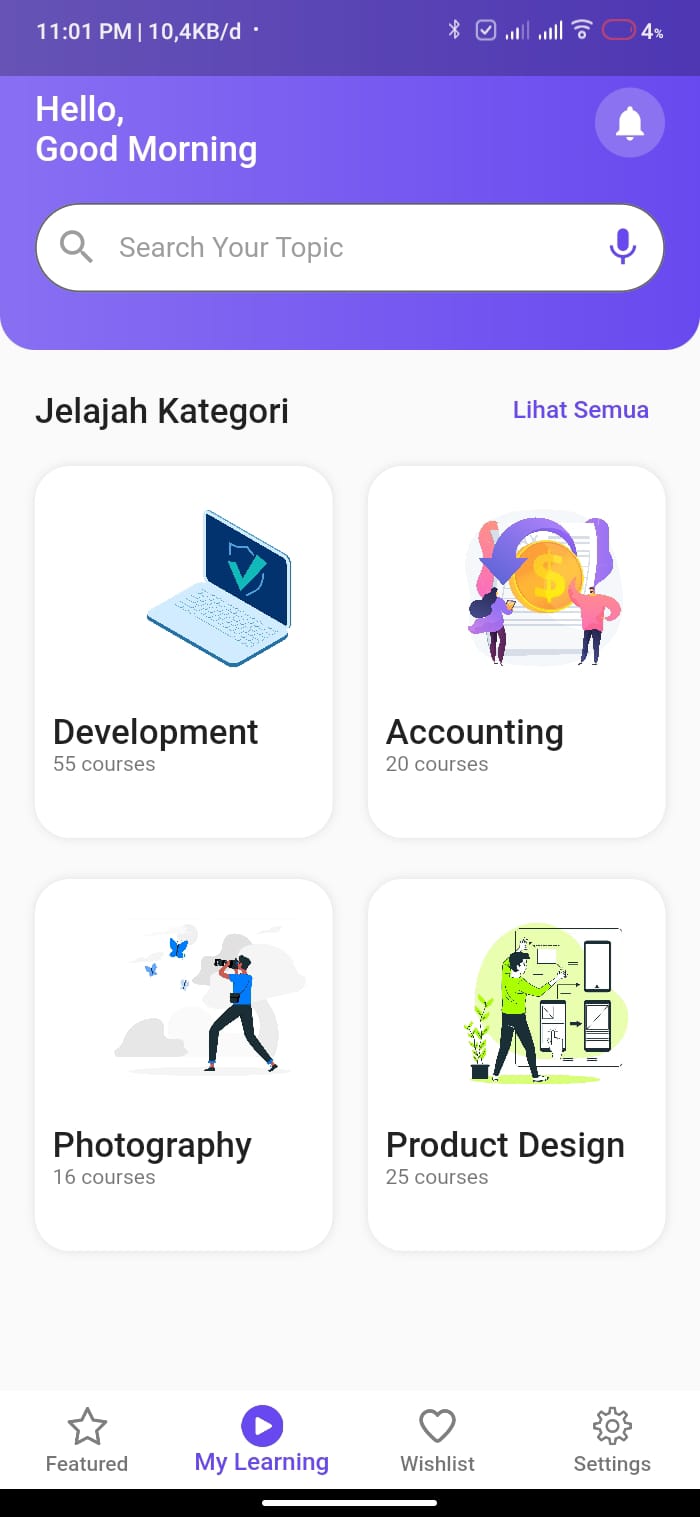 11:01 PM | 10,4KB/d ·
4%
Hello,
Good Morning
Search Your Topic
Jelajah Kategori
Lihat Semua
Development
55 courses
Accounting
20 courses
Photography
16 courses
Product Design
25 courses
Featured
My Learning
Wishlist
Settings